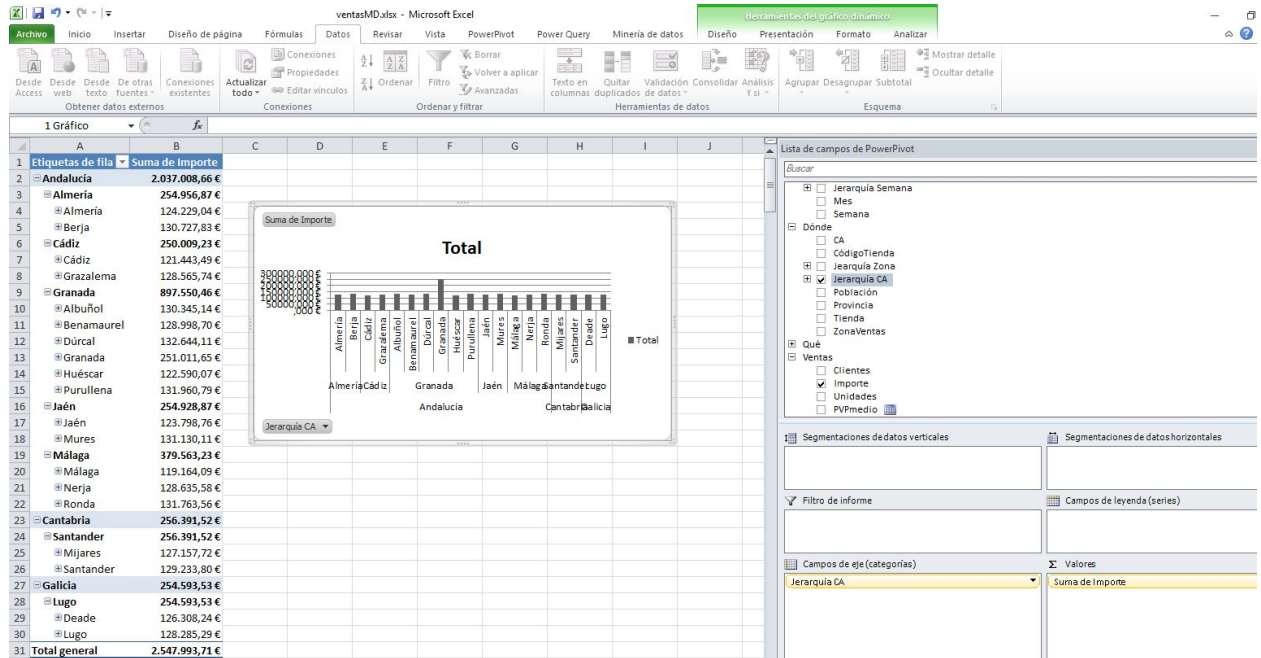 ventasMD.xlsx - Microsoft Excel
Herramientas del gráfico dinámico
Archivo Inicio Insertar Diseño de página Fórmulas Datos Revisar Vista PowerPivot Power Query Minería de datos Diseño Presentación Formato Analizar
Desde Access
Desde web
Desde texto
De otras fuentes
Conexiones existentes
Obtener datos externos
Actualizar todo
Conexiones
Propiedades
Editar vínculos
Conexiones
Ordenar
Filtro
Borrar
Volver a aplicar
Avanzadas
Ordenar y filtrar
Texto en columnas
Quitar duplicados
Validación de datos
Consolidar
Análisis Y si
Herramientas de datos
Agrupar
Desagrupar
Subtotal
Mostrar detalle
Ocultar detalle
Esquema
1 Gráfico fx
A B C D E F G H I J
1 Etiquetas de fila Suma de Importe
2 Andalucía 2.037.008,66 €
3 Almería 254.956,87 €
4 Almería 124.229,04 €
5 Berja 130.727,83 €
6 Cádiz 250.009,23 €
7 Cádiz 121.443,49 €
8 Grazalema 128.565,74 €
9 Granada 897.550,46 €
10 Albuñol 130.345,14 €
11 Benamaurel 128.998,70 €
12 Dúrcal 132.644,11 €
13 Granada 251.011,65 €
14 Huéscar 122.590,07 €
15 Purullena 131.960,79 €
16 Jaén 254.928,87 €
17 Jaén 123.798,76 €
18 Mures 131.130,11 €
19 Málaga 379.563,23 €
20 Málaga 119.164,09 €
21 Nerja 128.635,58 €
22 Ronda 131.763,56 €
23 Cantabria 256.391,52 €
24 Santander 256.391,52 €
25 Mijares 127.157,72 €
26 Santander 129.233,80 €
27 Galicia 254.593,53 €
28 Lugo 254.593,53 €
29 Deade 126.308,24 €
30 Lugo 128.285,29 €
31 Total general 2.547.993,71 €
Suma de Importe
Total
300000,000 €
50000,000 €
,000 €
Almería Berja Cádiz Grazalema Albuñol Benamaurel Dúrcal Granada Huéscar Purullena Jaén Mures Málaga Nerja Ronda Mijares Santander Deade Lugo
Almería Cádiz Granada Jaén Málaga Santander Lugo
Andalucía Cantabria Galicia
Total
Jerarquía CA
Lista de campos de PowerPivot
Buscar
Jerarquía Semana
Mes
Semana
Dónde
CA
CódigoTienda
Jearquía Zona
Jerarquía CA
Población
Provincia
Tienda
ZonaVentas
Qué
Ventas
Clientes
Importe
Unidades
PVPmedio
Segmentaciones de datos verticales
Segmentaciones de datos horizontales
Filtro de informe
Campos de leyenda (series)
Campos de eje (categorías)
Σ Valores
Jerarquía CA
Suma de Importe